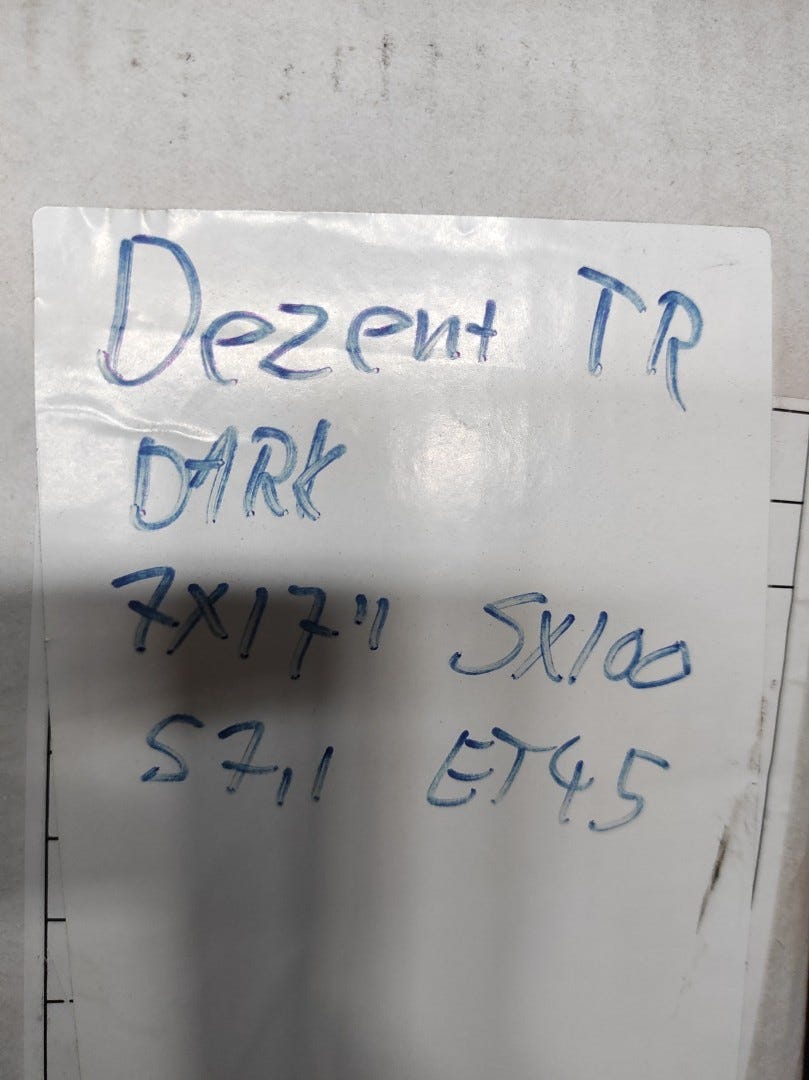 Dezent TR
DARK
7X17" 5X100
57,1 ET45